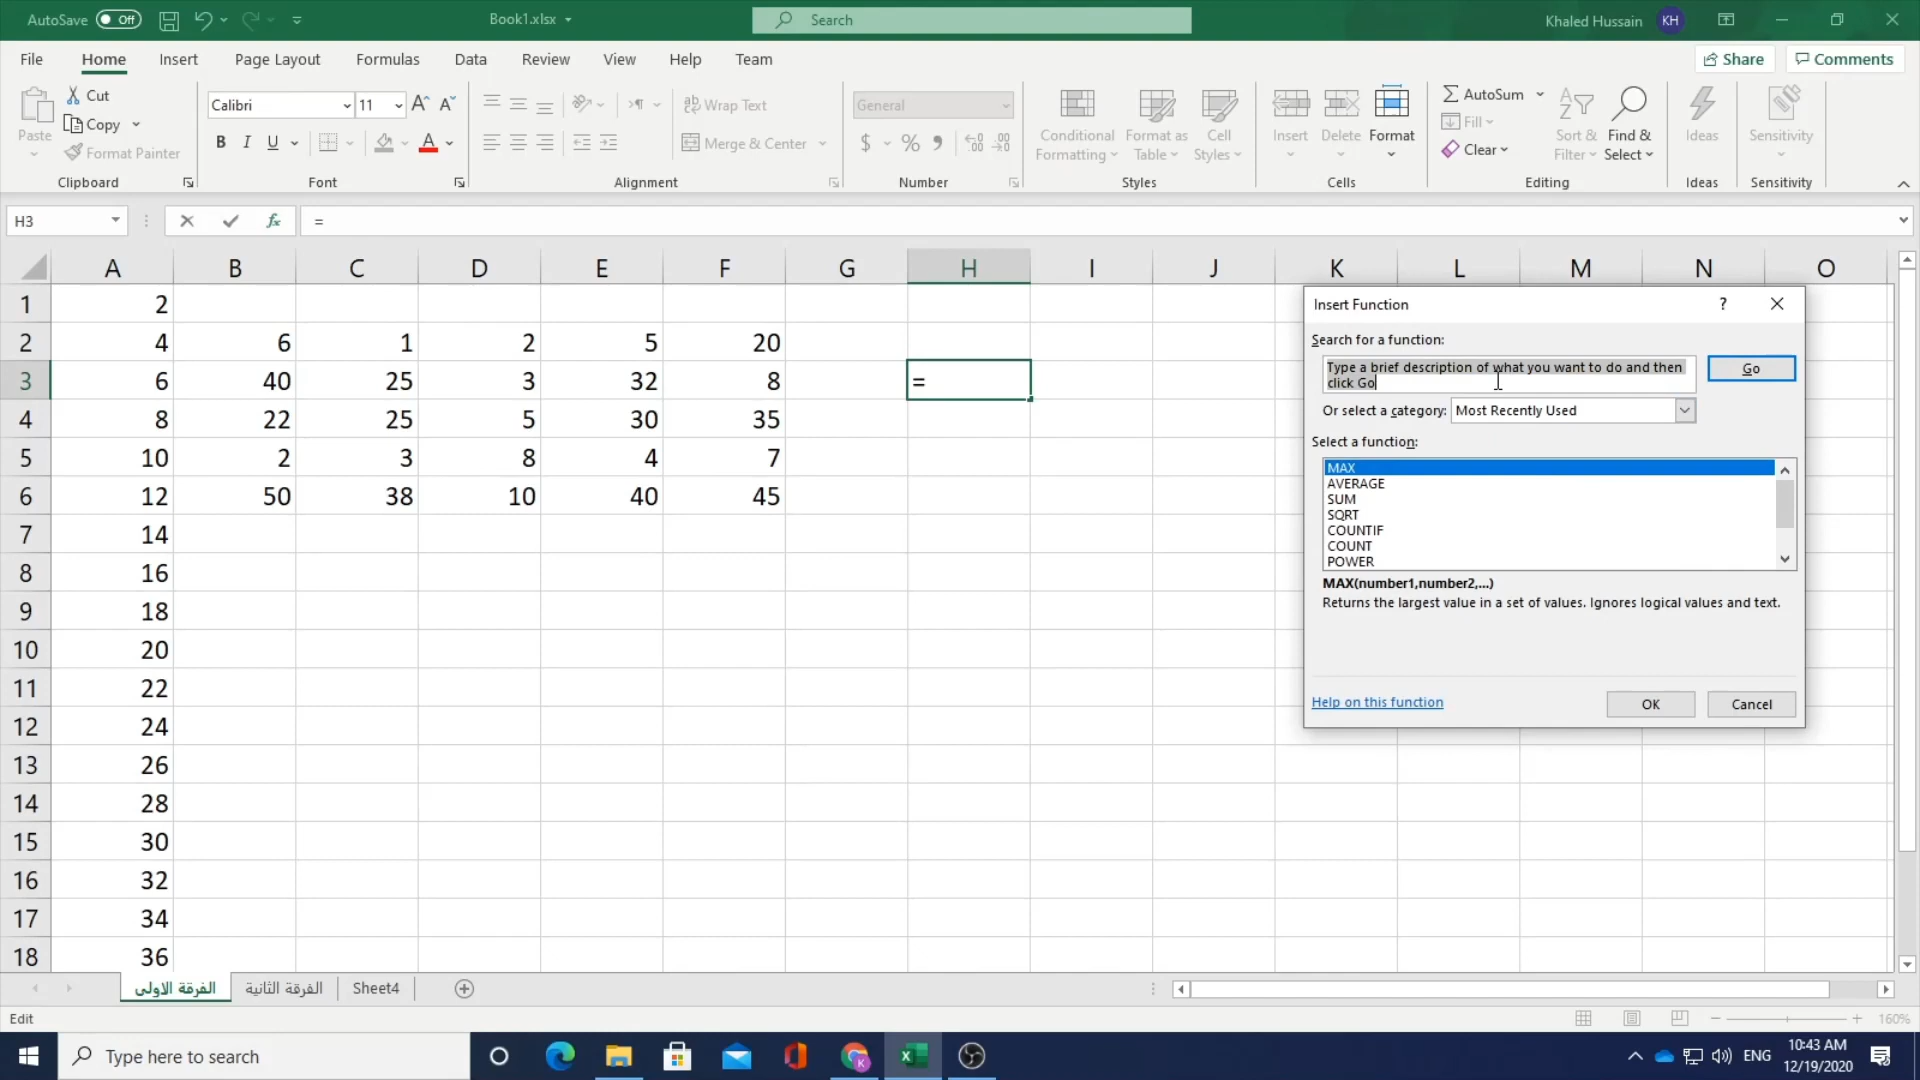 AutoSave Off Book1.xlsx Search Khaled Hussain KH
File Home Insert Page Layout Formulas Data Review View Help Team Share Comments
Paste Cut Copy Format Painter Clipboard
Calibri 11 B I U A Font
Wrap Text Merge & Center Alignment
General $ % Number
Conditional Formatting Format as Table Cell Styles Styles
Insert Delete Format Cells
AutoSum Fill Clear Sort & Filter Find & Select Editing
Ideas Ideas
Sensitivity Sensitivity
H3 fx =
A B C D E F G H I J K L M N O
1 2
2 4 6 1 2 5 20
3 6 40 25 3 32 8 =
4 8 22 25 5 30 35
5 10 2 3 8 4 7
6 12 50 38 10 40 45
7 14
8 16
9 18
10 20
11 22
12 24
13 26
14 28
15 30
16 32
17 34
18 36
Insert Function ?
Search for a function:
Type a brief description of what you want to do and then
click Go
Go
Or select a category: Most Recently Used
Select a function:
MAX
AVERAGE
SUM
SQRT
COUNTIF
COUNT
POWER
MAX(number1,number2,...)
Returns the largest value in a set of values. Ignores logical values and text.
Help on this function OK Cancel
الفرقة الاولى الفرقة الثانية Sheet4
Edit 160%
Type here to search ENG 10:43 AM
12/19/2020